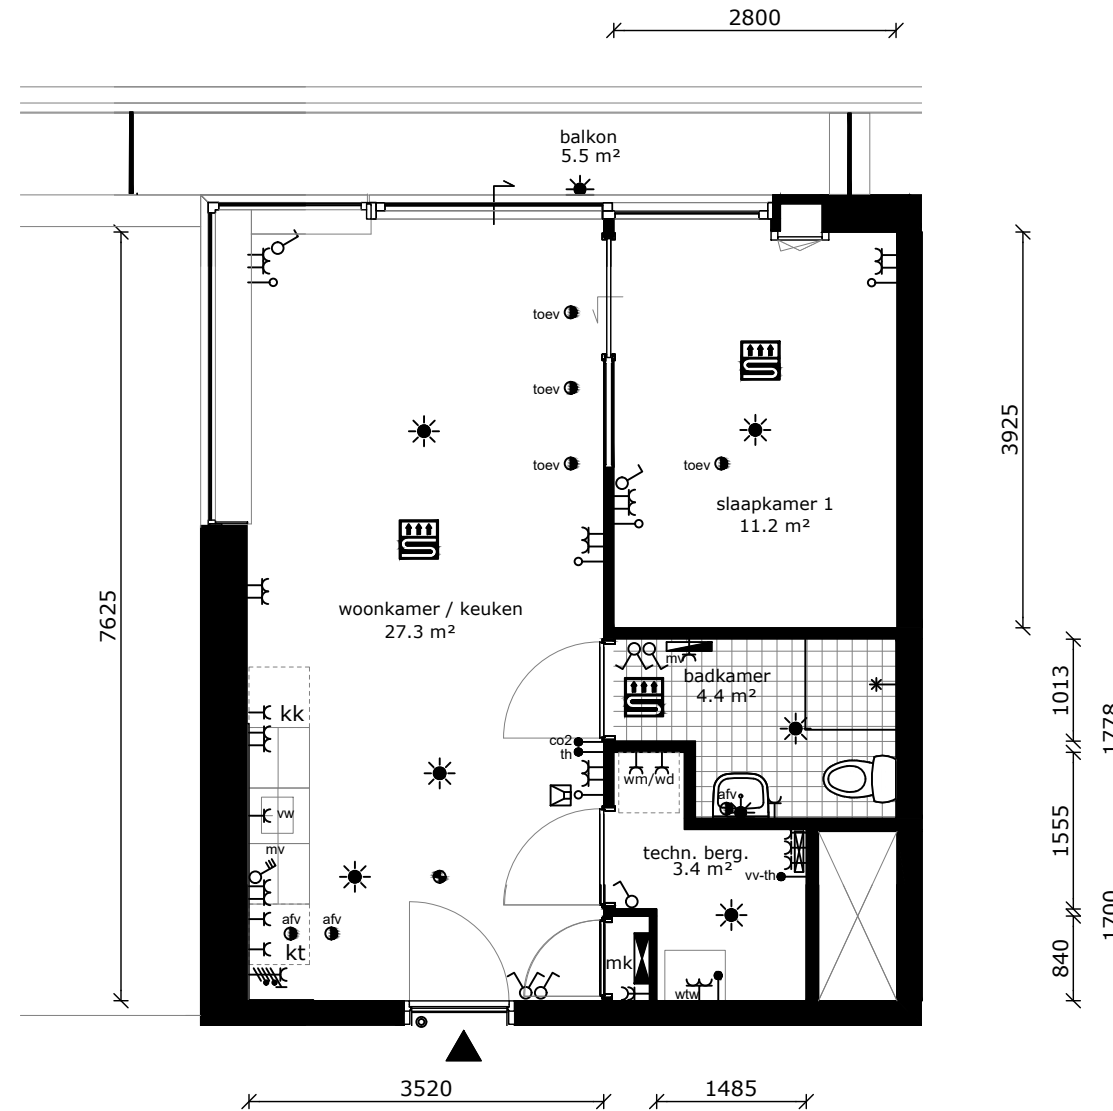 2800
balkon
5.5 m²
toev
toev
toev
toev
3925
slaapkamer 1
11.2 m²
7625
woonkamer / keuken
27.3 m²
mv
badkamer
4.4 m²
1013
1778
kk
co2
th
wm/wd
afv
vw
mv
techn. berg.
3.4 m²
vv-th
1555
afv
afv
1700
kt
mk
840
wtw
3520
1485